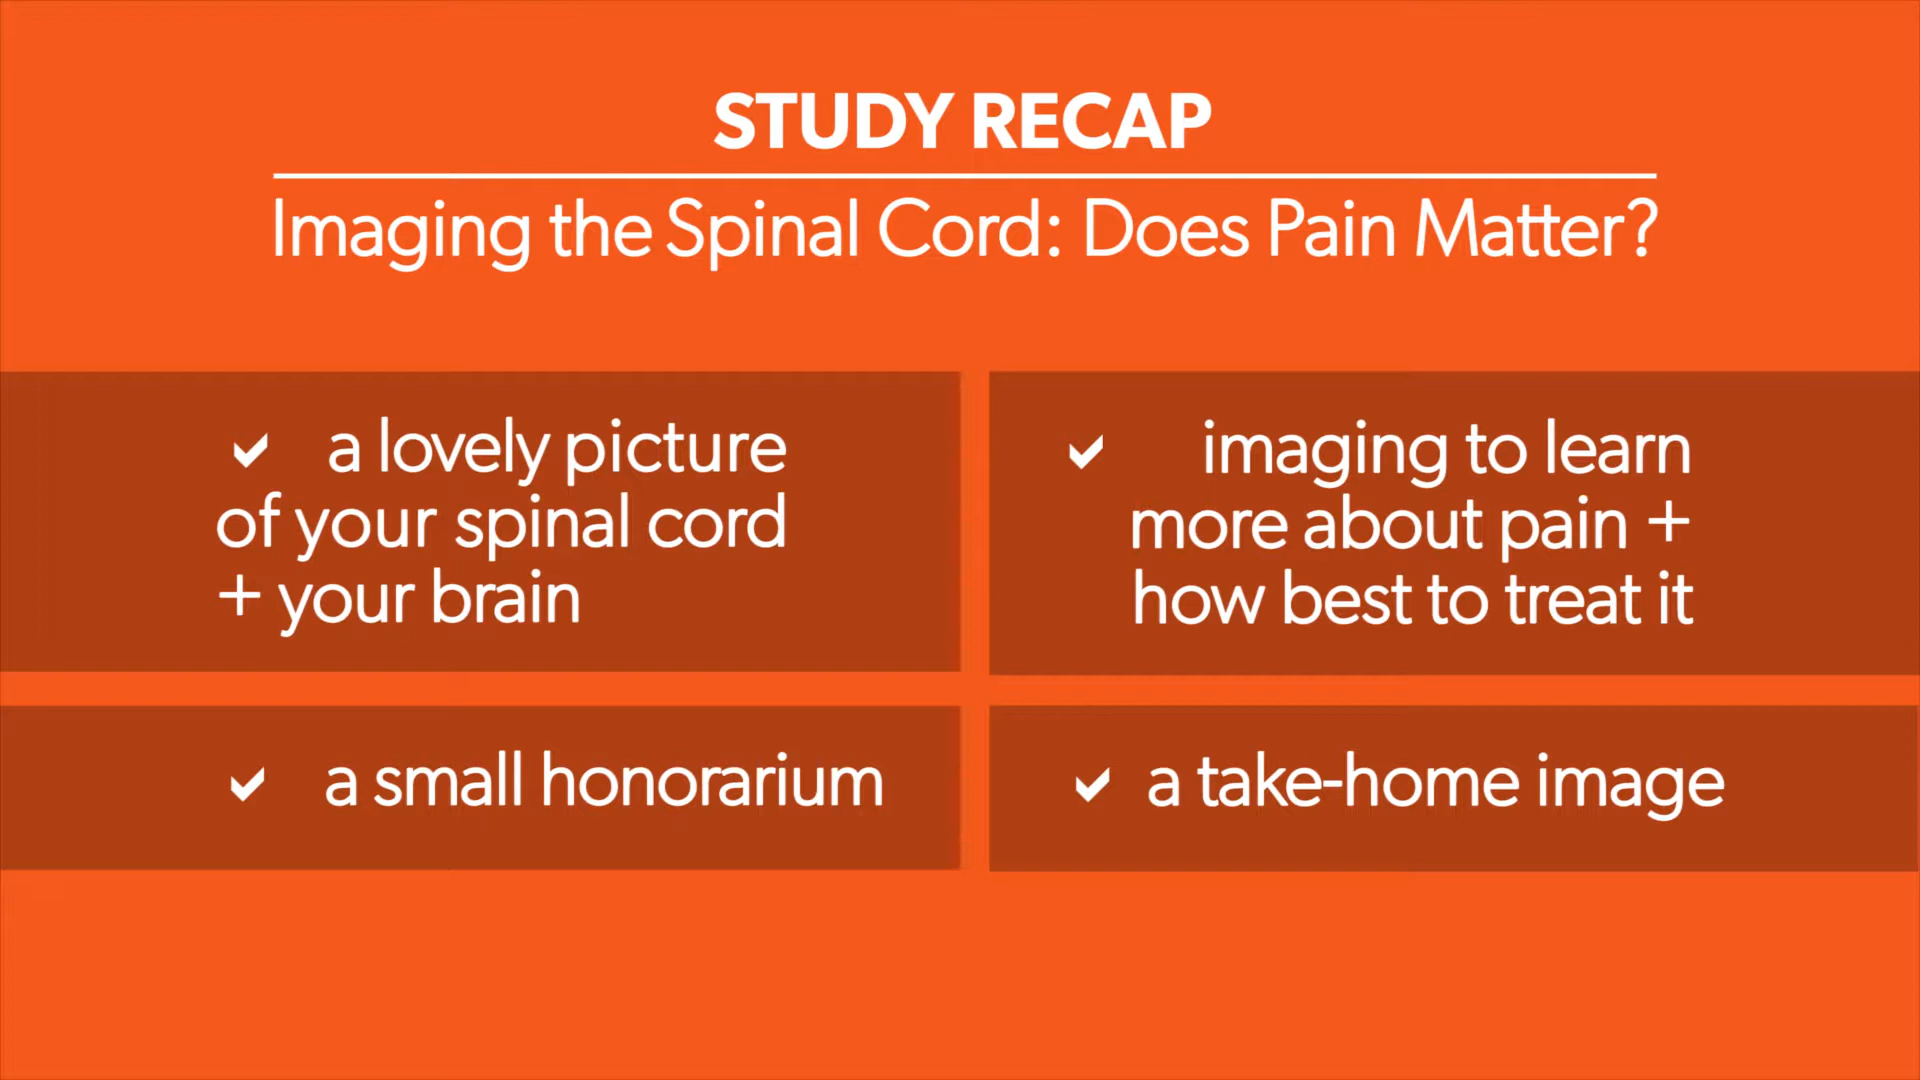 STUDY RECAP
Imaging the Spinal Cord: Does Pain Matter?
✓ a lovely picture
of your spinal cord
+ your brain
✓ imaging to learn
more about pain +
how best to treat it
✓ a small honorarium
✓ a take-home image